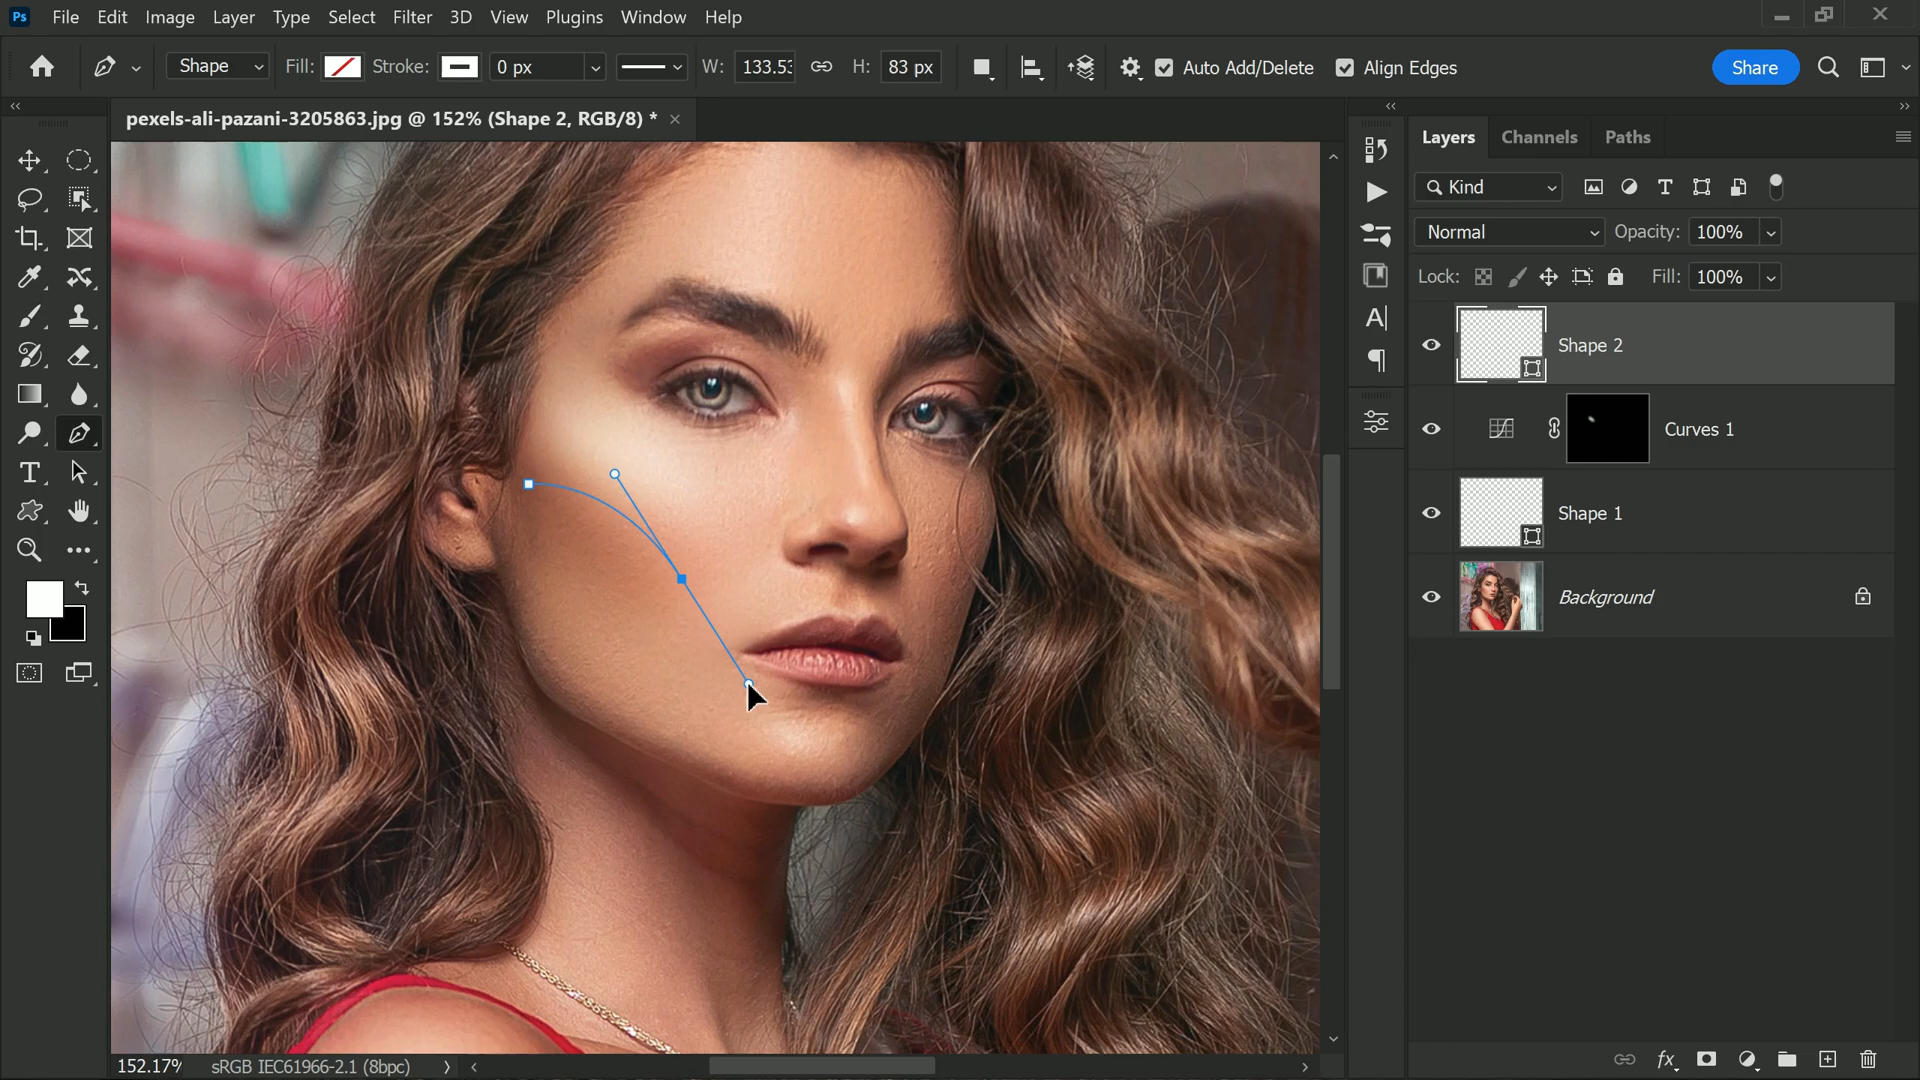 Ps File Edit Image Layer Type Select Filter 3D View Plugins Window Help
Shape Fill: Stroke: 0 px W: 133.53 H: 83 px Auto Add/Delete Align Edges Share
pexels-ali-pazani-3205863.jpg @ 152% (Shape 2, RGB/8) *
Layers Channels Paths
Kind
Normal Opacity: 100%
Lock: Fill: 100%
Shape 2
Curves 1
Shape 1
Background
152.17% sRGB IEC61966-2.1 (8bpc)